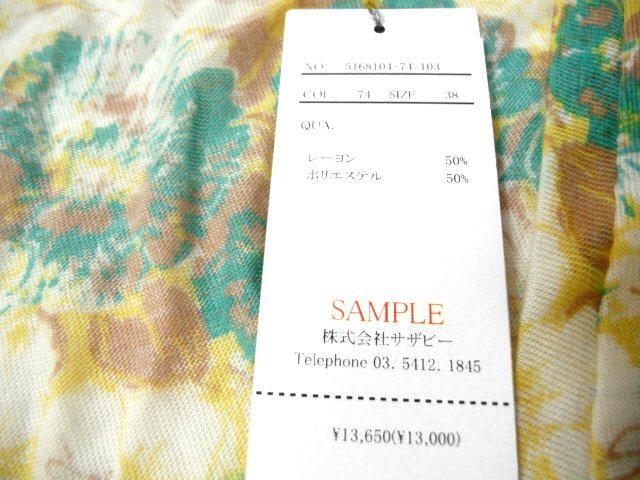 NO. 5168104-74-103
COL. 74 SIZE 38
QUA.
レーヨン 50%
ポリエステル 50%
SAMPLE
株式会社サザビー
Telephone 03. 5412. 1845
¥13,650(¥13,000)